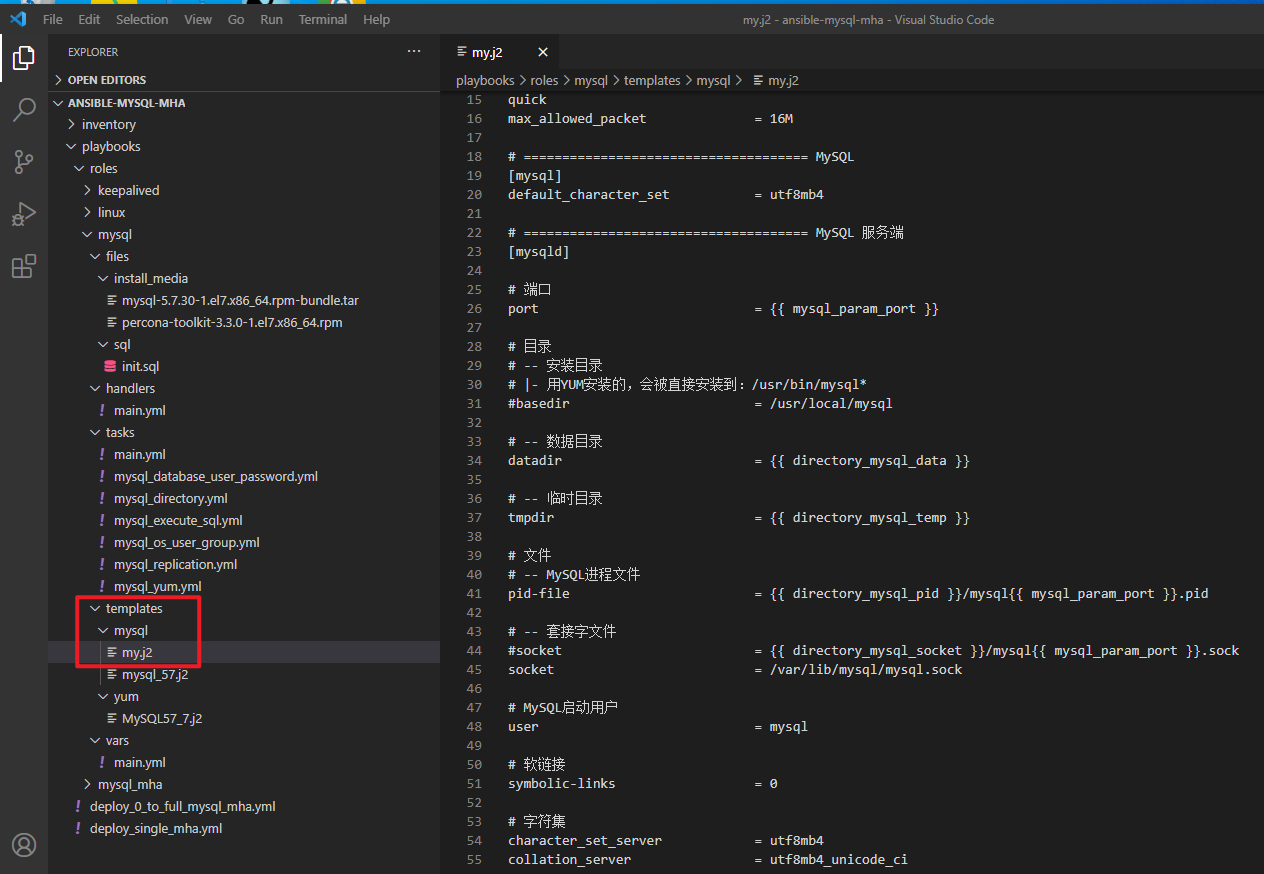 File Edit Selection View Go Run Terminal Help
my.j2 - ansible-mysql-mha - Visual Studio Code
EXPLORER ...
OPEN EDITORS
ANSIBLE-MYSQL-MHA
inventory
playbooks
roles
keepalived
linux
mysql
files
install_media
mysql-5.7.30-1.el7.x86_64.rpm-bundle.tar
percona-toolkit-3.3.0-1.el7.x86_64.rpm
sql
init.sql
handlers
! main.yml
tasks
! main.yml
! mysql_database_user_password.yml
! mysql_directory.yml
! mysql_execute_sql.yml
! mysql_os_user_group.yml
! mysql_replication.yml
! mysql_yum.yml
templates
mysql
my.j2
mysql_57.j2
yum
MySQL57_7.j2
vars
! main.yml
mysql_mha
! deploy_0_to_full_mysql_mha.yml
! deploy_single_mha.yml
my.j2
playbooks > roles > mysql > templates > mysql > my.j2
15 quick
16 max_allowed_packet = 16M
17
18 # ===================================== MySQL
19 [mysql]
20 default_character_set = utf8mb4
21
22 # ===================================== MySQL 服务端
23 [mysqld]
24
25 # 端口
26 port = {{ mysql_param_port }}
27
28 # 目录
29 # -- 安装目录
30 # |- 用YUM安装的，会被直接安装到：/usr/bin/mysql*
31 #basedir = /usr/local/mysql
32
33 # -- 数据目录
34 datadir = {{ directory_mysql_data }}
35
36 # -- 临时目录
37 tmpdir = {{ directory_mysql_temp }}
38
39 # 文件
40 # -- MySQL进程文件
41 pid-file = {{ directory_mysql_pid }}/mysql{{ mysql_param_port }}.pid
42
43 # -- 套接字文件
44 #socket = {{ directory_mysql_socket }}/mysql{{ mysql_param_port }}.sock
45 socket = /var/lib/mysql/mysql.sock
46
47 # MySQL启动用户
48 user = mysql
49
50 # 软链接
51 symbolic-links = 0
52
53 # 字符集
54 character_set_server = utf8mb4
55 collation_server = utf8mb4_unicode_ci